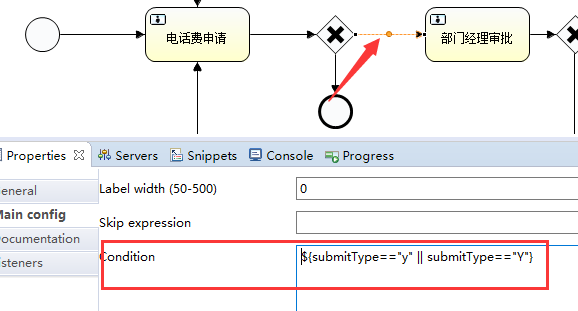 电话费申请
部门经理审批
Properties
Servers
Snippets
Console
Progress
eneral
Label width (50-500)
0
Main config
Skip expression
ocumentation
Condition
${submitType=="y" || submitType=="Y"}
isteners